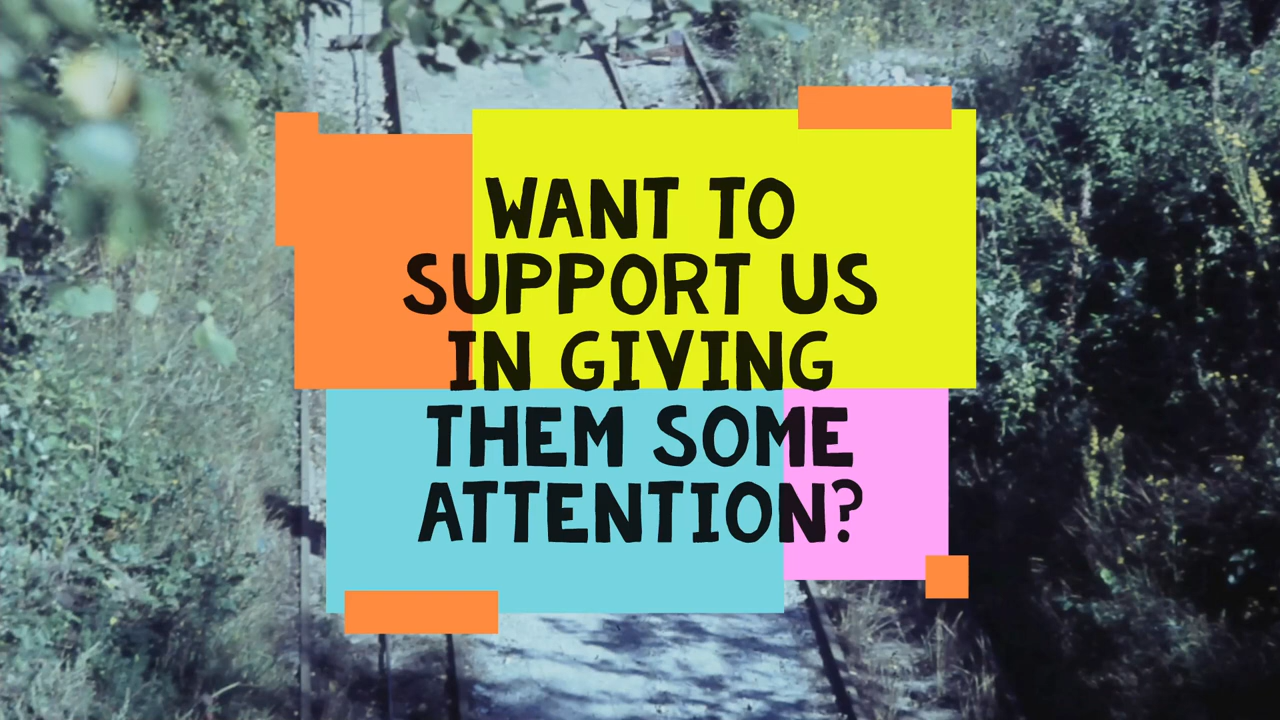 WANT TO
SUPPORT US
IN GIVING
THEM SOME
ATTENTION?